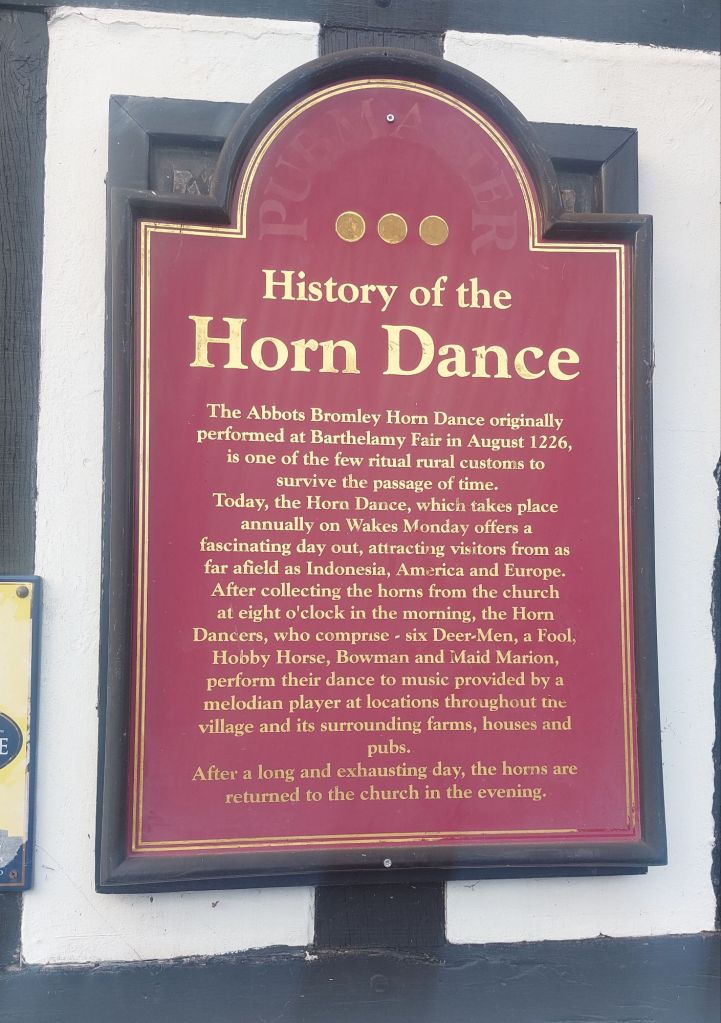 PUBMASTER
History of the
Horn Dance
The Abbots Bromley Horn Dance originally
performed at Barthelamy Fair in August 1226,
is one of the few ritual rural customs to
survive the passage of time.
Today, the Horn Dance, which takes place
annually on Wakes Monday offers a
fascinating day out, attracting visitors from as
far afield as Indonesia, America and Europe.
After collecting the horns from the church
at eight o'clock in the morning, the Horn
Dancers, who comprise - six Deer-Men, a Fool,
Hobby Horse, Bowman and Maid Marion,
perform their dance to music provided by a
melodian player at locations throughout the
village and its surrounding farms, houses and
pubs.
After a long and exhausting day, the horns are
returned to the church in the evening.